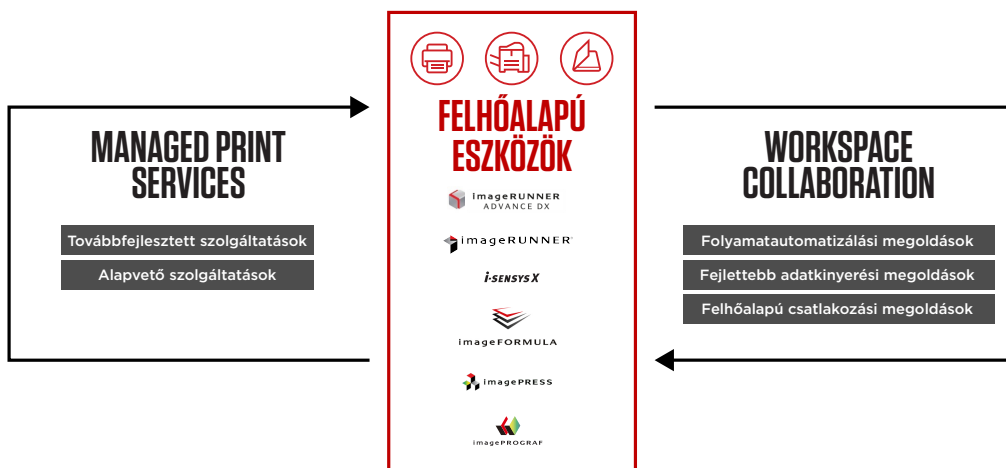 MANAGED PRINT
SERVICES
Továbbfejlesztett szolgáltatások
Alapvető szolgáltatások
FELHŐALAPÚ
ESZKÖZÖK
imageRUNNER
ADVANCE DX
imageRUNNER
i-SENSYS X
imageFORMULA
imagePRESS
imagePROGRAF
WORKSPACE
COLLABORATION
Folyamatautomatizálási megoldások
Fejlettebb adatkinyerési megoldások
Felhőalapú csatlakozási megoldások